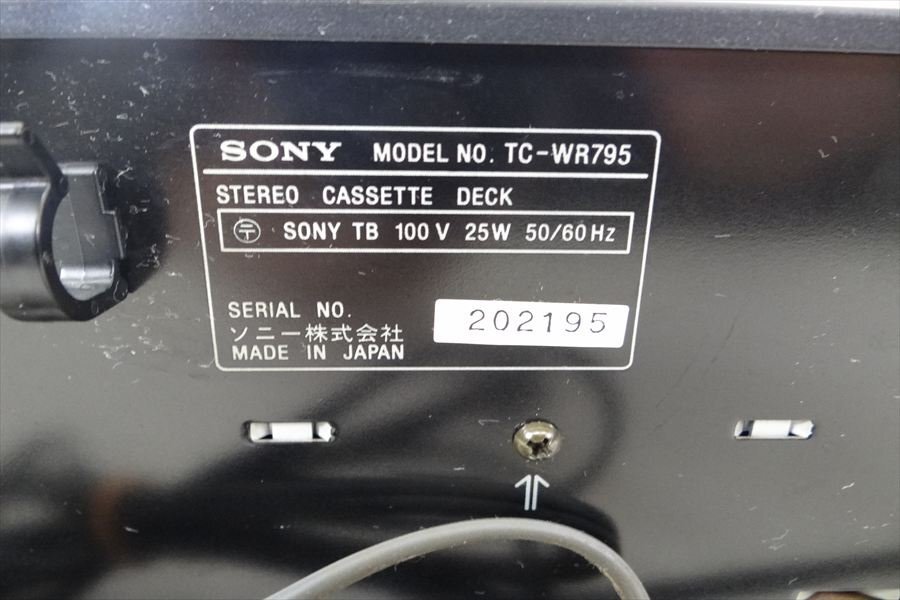 SONY MODEL NO. TC-WR795
STEREO CASSETTE DECK
〶 SONY TB 100V 25W 50/60Hz
SERIAL NO. 202195
ソニー株式会社
MADE IN JAPAN